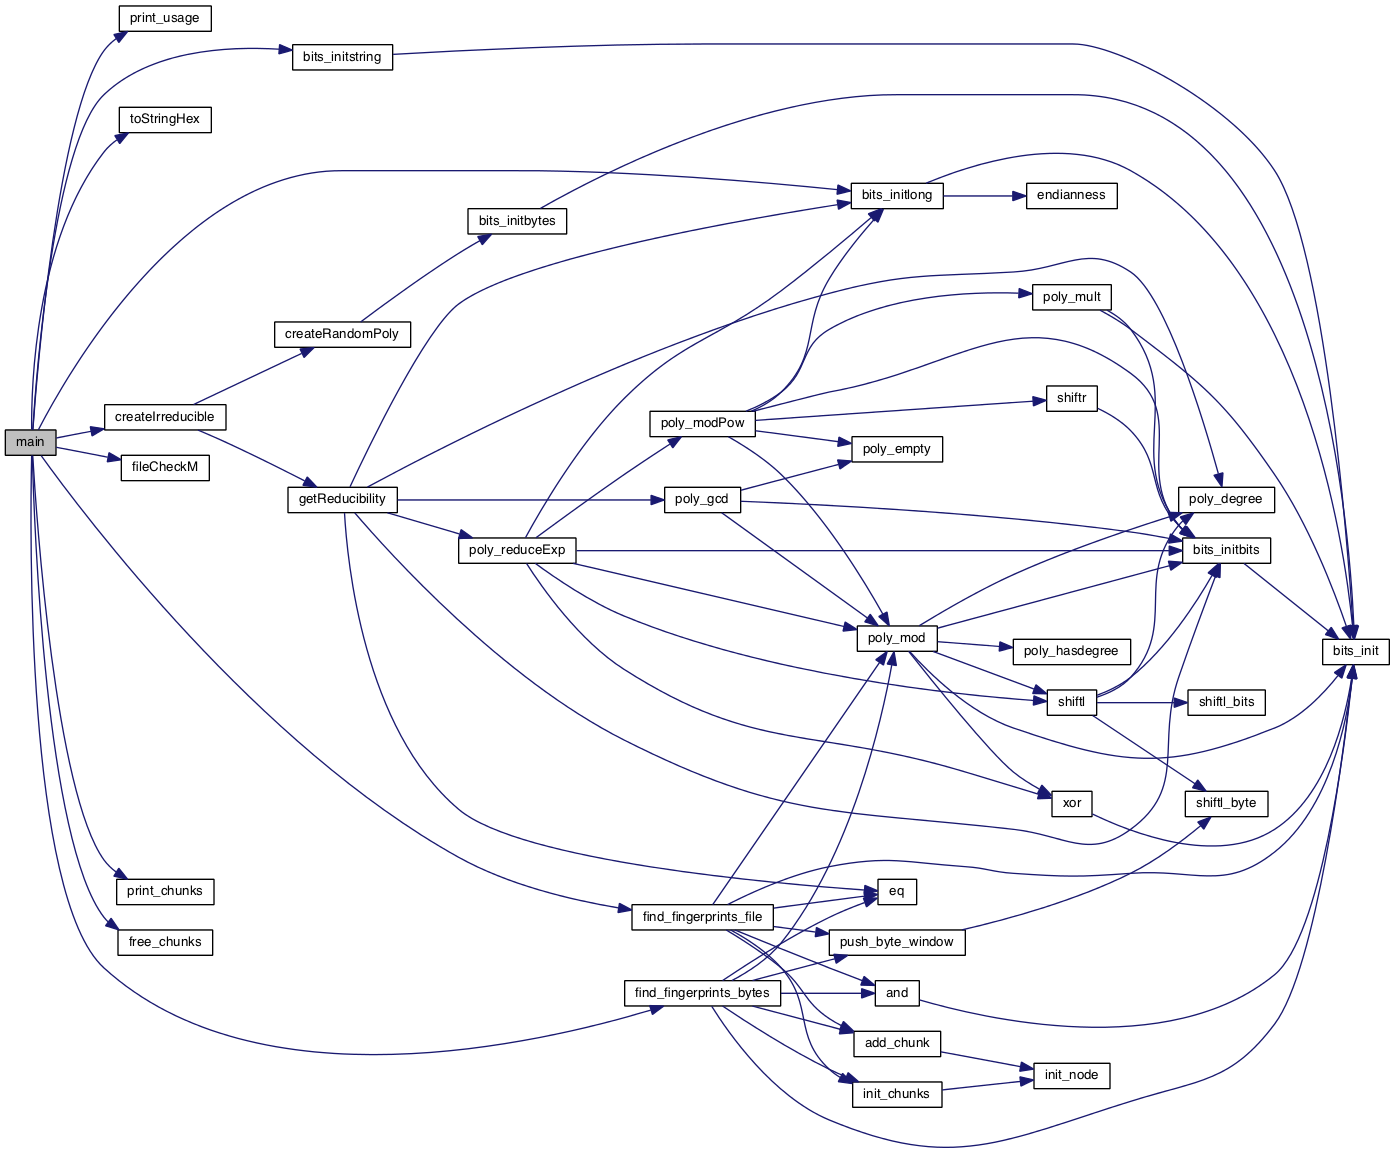 print_usage
bits_initstring
toStringHex
bits_initlong
endianness
bits_initbytes
poly_mult
createRandomPoly
shiftr
createIrreducible
poly_modPow
main
poly_empty
fileCheckM
getReducibility
poly_gcd
poly_degree
poly_reduceExp
bits_initbits
poly_mod
poly_hasdegree
bits_init
shiftl
shiftl_bits
xor
shiftl_byte
print_chunks
eq
find_fingerprints_file
free_chunks
push_byte_window
find_fingerprints_bytes
and
add_chunk
init_node
init_chunks